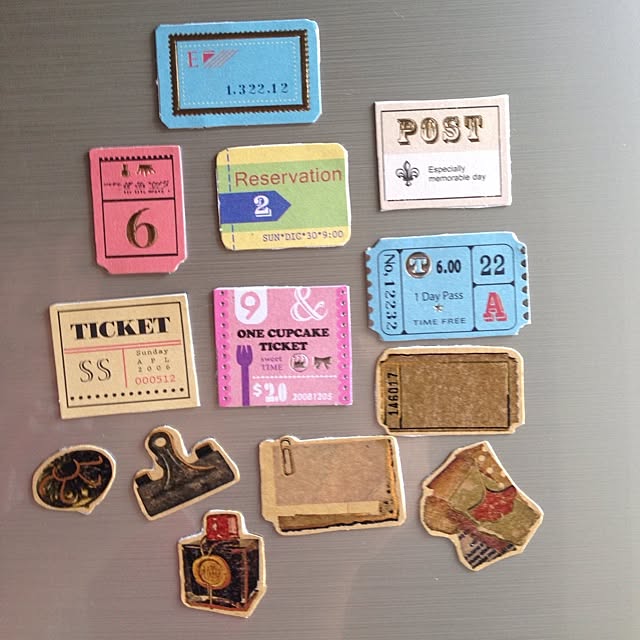 E
1.322.12
POST
Especially
memorable day
6
Reservation
2
SUN*DIC*30*9:00
No.12232
T 6.00
22
1 Day Pass
A
TIME FREE
TICKET
SS
Sunday
A P L
2006
000512
9 &
ONE CUPCAKE
TICKET
sweet
TIME
$20
20081205
146017